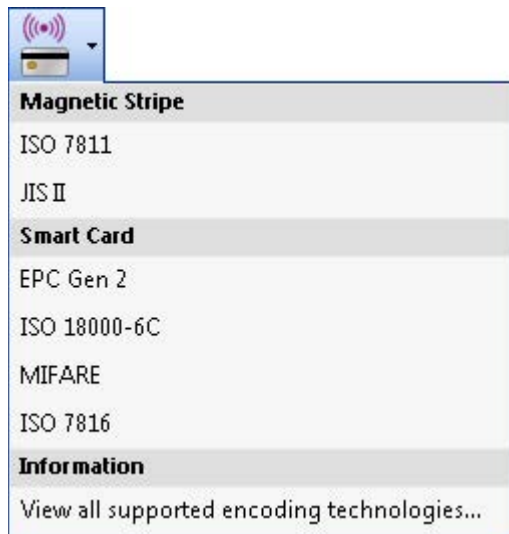 Magnetic Stripe
ISO 7811
JIS II
Smart Card
EPC Gen 2
ISO 18000-6C
MIFARE
ISO 7816
Information
View all supported encoding technologies...